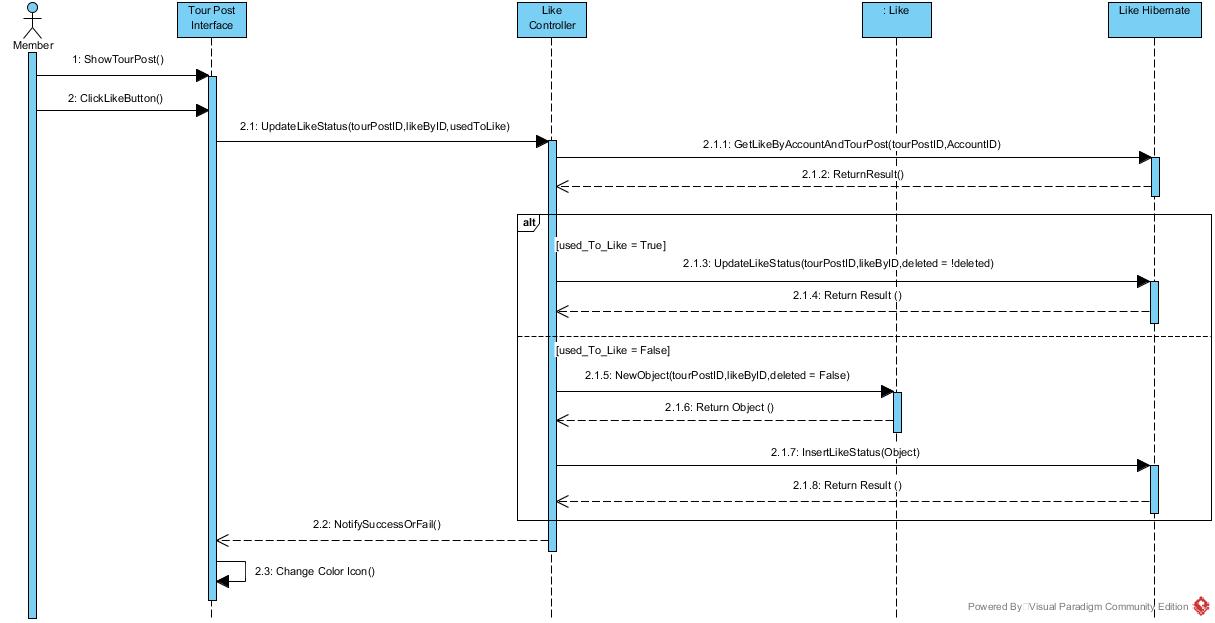 Tour Post
Interface
Like
Controller
: Like
Like Hibernate
Member
1: ShowTourPost()
2: ClickLikeButton()
2.1: UpdateLikeStatus(tourPostID,likeByID,usedToLike)
2.1.1: GetLikeByAccountAndTourPost(tourPostID,AccountID)
2.1.2: ReturnResult()
alt
[used_To_Like = True]
2.1.3: UpdateLikeStatus(tourPostID,likeByID,deleted = !deleted)
2.1.4: Return Result ()
[used_To_Like = False]
2.1.5: NewObject(tourPostID,likeByID,deleted = False)
2.1.6: Return Object ()
2.1.7: InsertLikeStatus(Object)
2.1.8: Return Result ()
2.2: NotifySuccessOrFail()
2.3: Change Color Icon()
Powered By Visual Paradigm Community Edition